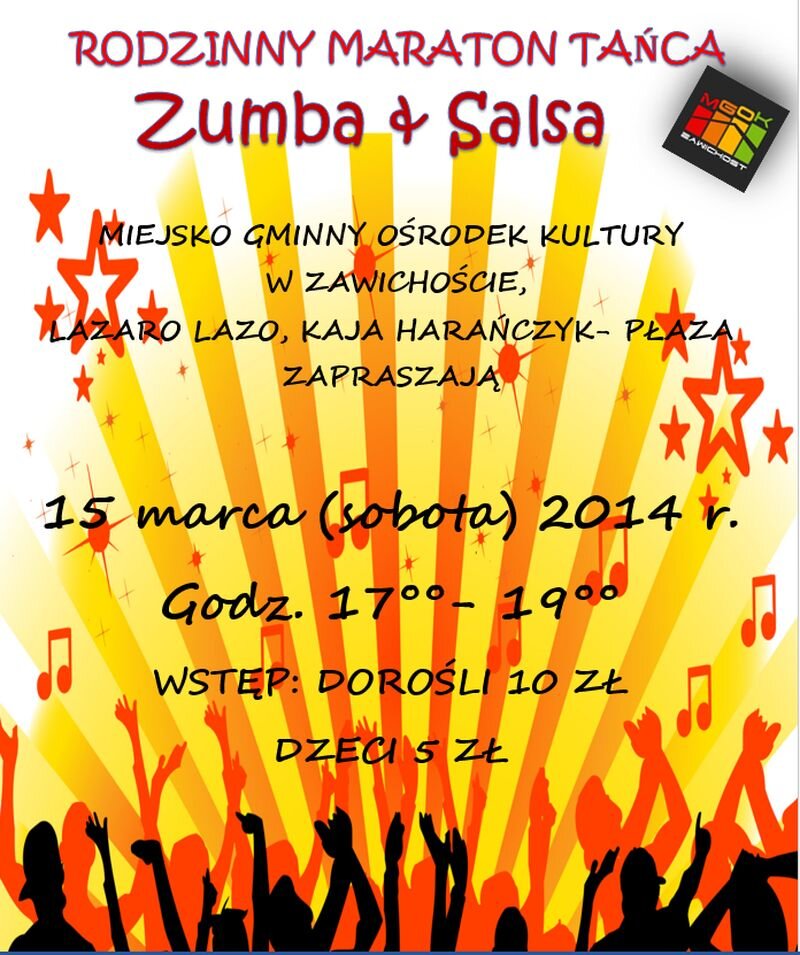 RODZINNY MARATON TAŃCA
Zumba & Salsa
MGOK
ZAWICHOST
MIEJSKO GMINNY OŚRODEK KULTURY
W ZAWICHOŚCIE,
LAZARO LAZO, KAJA HARAŃCZYK- PŁAZA
ZAPRASZAJĄ
15 marca (sobota) 2014 r.
Godz. 17°° - 19°°
WSTĘP: DOROŚLI 10 ZŁ
DZECI 5 ZŁ